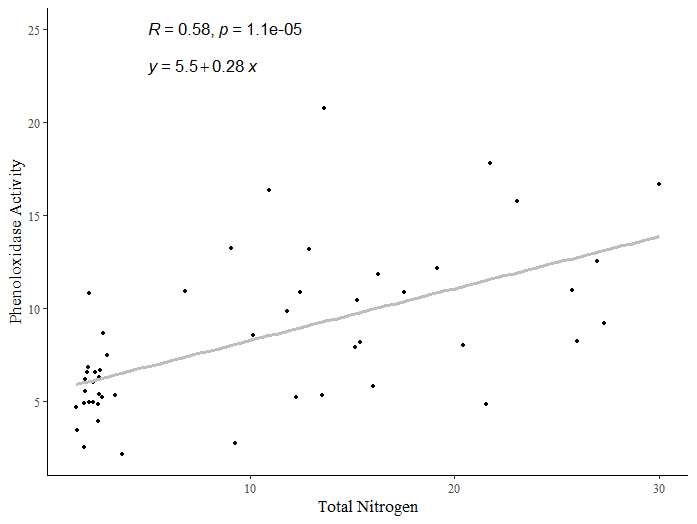 R = 0.58, p = 1.1e-05
y = 5.5+0.28 x
25
20
15
10
5
Phenoloxidase Activity
10 20 30
Total Nitrogen